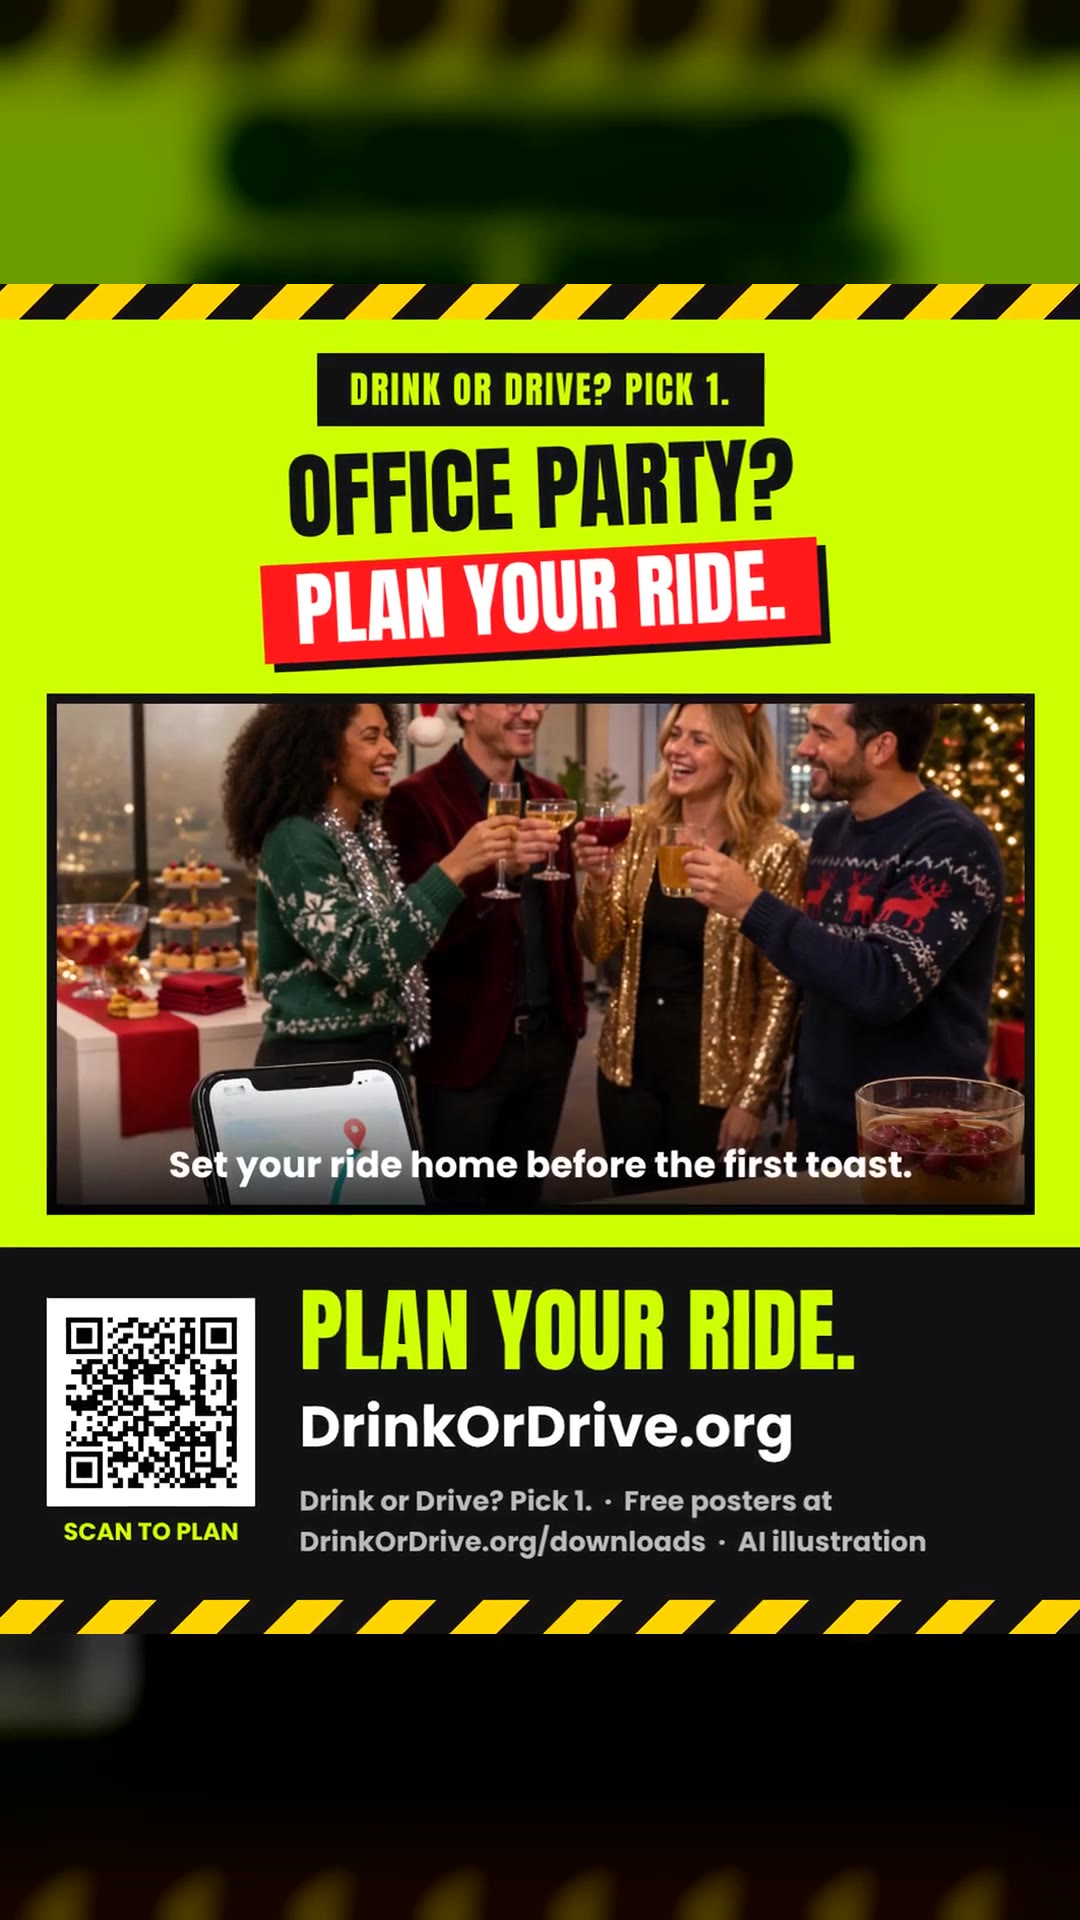 DRINK OR DRIVE? PICK 1.
OFFICE PARTY?
PLAN YOUR RIDE.
Set your ride home before the first toast.
PLAN YOUR RIDE.
DrinkOrDrive.org
Drink or Drive? Pick 1. · Free posters at
DrinkOrDrive.org/downloads · AI illustration
SCAN TO PLAN